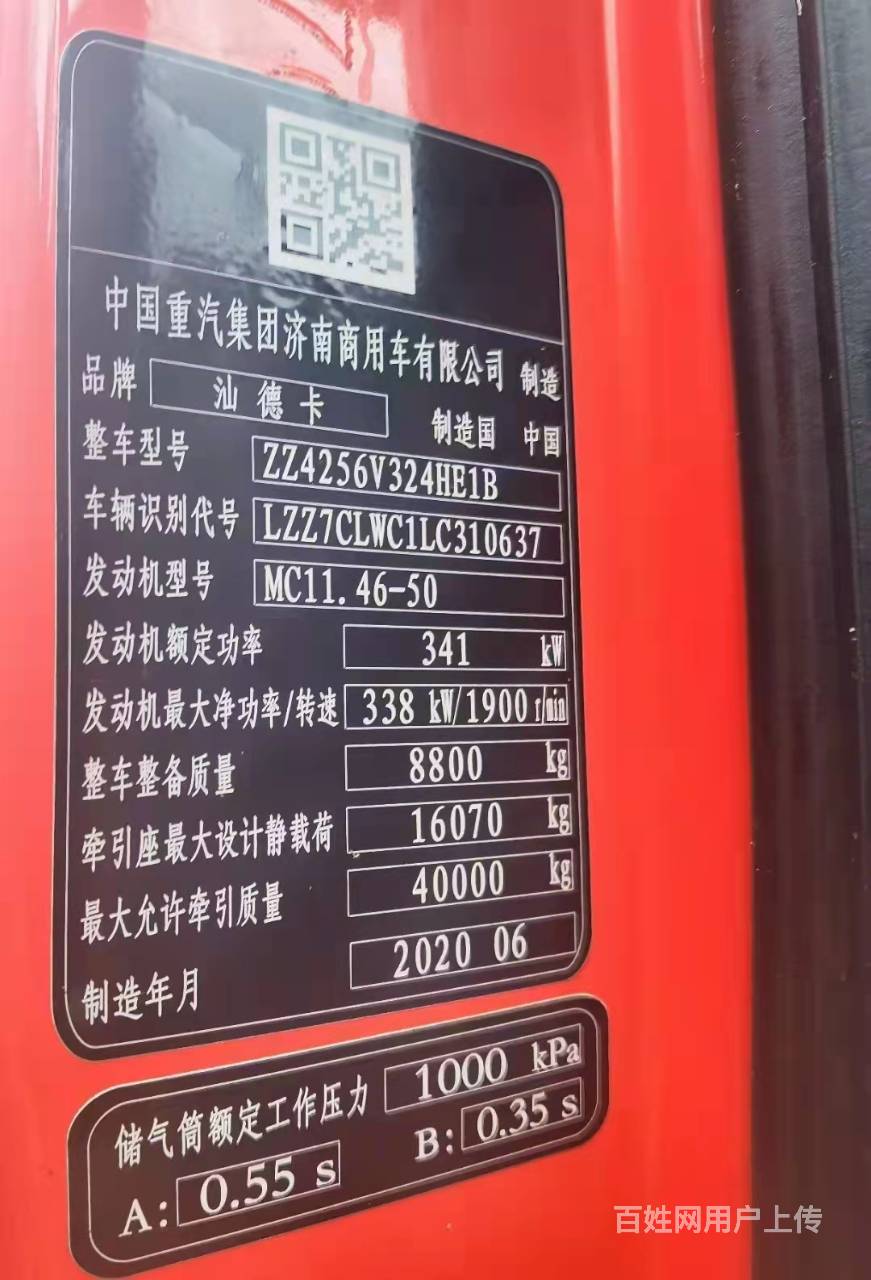 中国重汽集团济南商用车有限公司 制造
品牌 汕德卡 制造国 中国
整车型号 ZZ4256V324HE1B
车辆识别代号 LZZ7CLWC1LC310637
发动机型号 MC11.46-50
发动机额定功率 341 kW
发动机最大净功率/转速 338 kW/1900 r/min
整车整备质量 8800 kg
牵引座最大设计静载荷 16070 kg
最大允许牵引质量 40000 kg
制造年月 2020 06
储气筒额定工作压力 1000 kPa
A: 0.55 s B: 0.35 s
百姓网用户上传